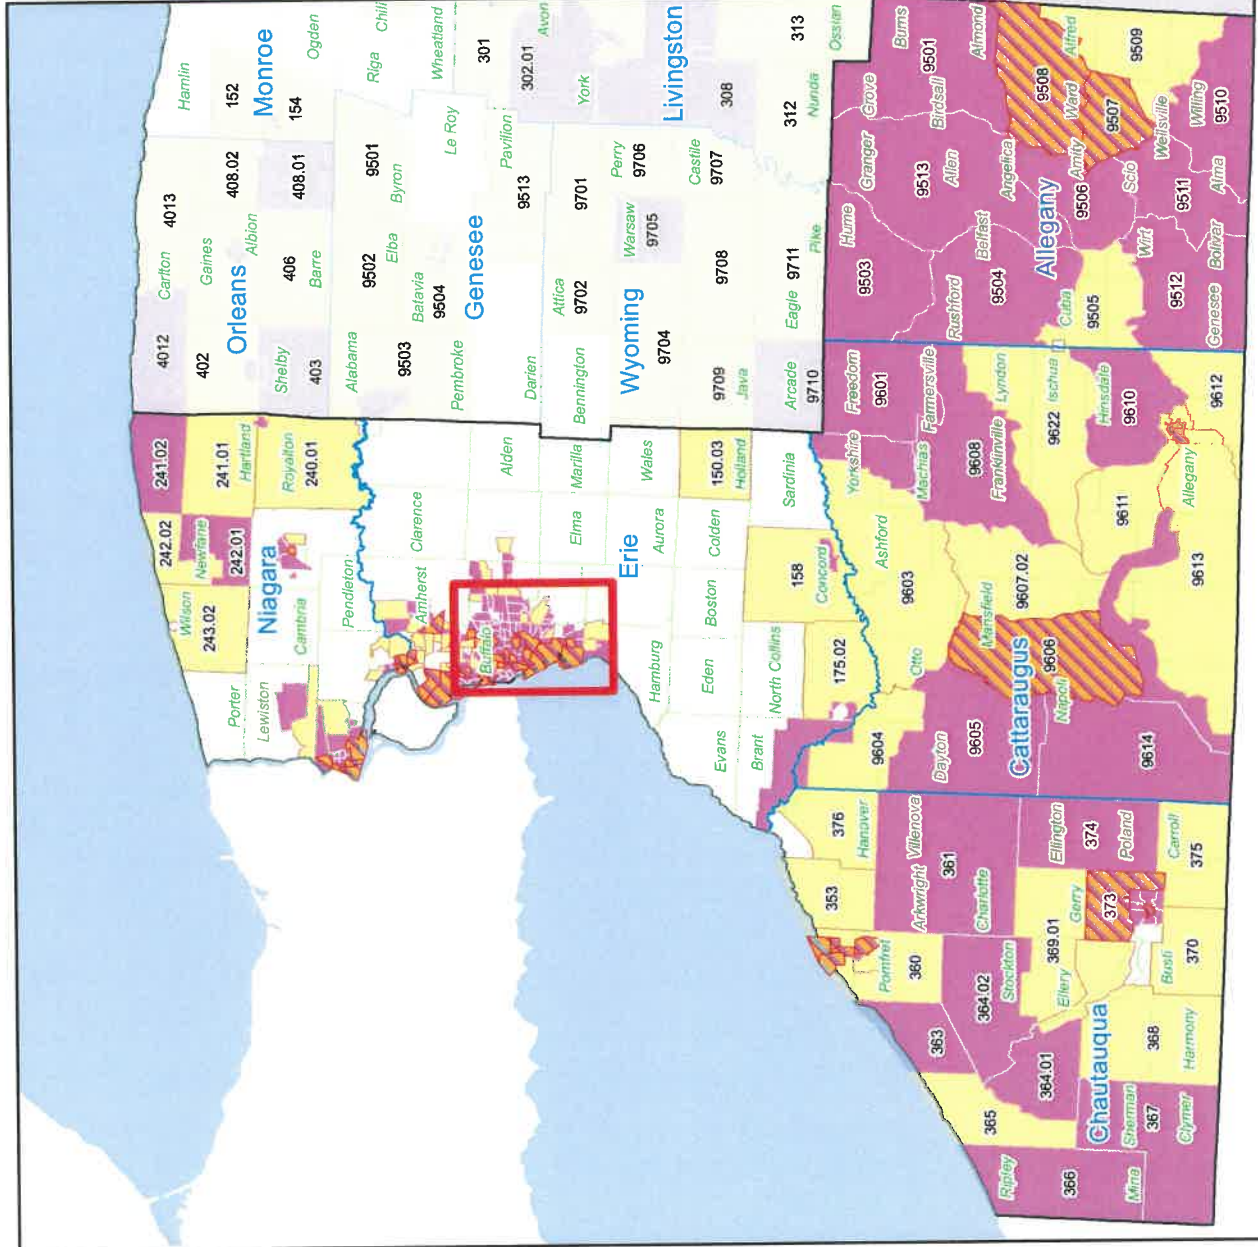 Hamlin
152
Monroe
154
Ogden
Riga
Chili
Wheatland
301
302.01
Avon
York
Livingston
308
313
312
Nunda
Ossian
4013
Carlton
4012
Gaines
402
Orleans
408.02
Albion
408.01
406
Barre
Shelby
403
Alabama
9501
Byron
Le Roy
9502
Elba
Batavia
9504
9503
Pembroke
Genesee
Pavilion
9513
Darien
Attica
9702
9701
Bennington
Wyoming
9704
Warsaw
9705
Perry
9706
Castile
9707
9708
9709
Java
9711
Pike
Eagle
Arcade
9710
241.02
241.01
Hartland
Royalton
240.01
242.02
Newfane
242.01
Wilson
243.02
Niagara
Cambria
Porter
Lewiston
Pendleton
Clarence
Amherst
Alden
Buffalo
Marilla
Elma
Erie
Wales
Aurora
150.03
Holland
Colden
Boston
Hamburg
Eden
Evans
Brant
North Collins
Sardinia
158
Concord
175.02
Burns
9501
Almond
Birdsall
Grove
Granger
9513
Allen
Alfred
9508
Ward
9507
9509
Angelica
Amity
9506
Allegany
Hume
9503
Belfast
9504
Rushford
Cuba
9505
Scio
Wellsville
Willing
9510
Wirt
9511
Alma
9512
Bolivar
Genesee
Freedom
9601
Farmersville
Yorkshire
Machias
9608
Franklinville
Lyndon
Ischua
9622
Hinsdale
9610
9612
9611
Allegany
9613
Ashford
9603
Mansfield
9607.02
Otto
9606
Napoli
Cattaraugus
9604
Dayton
9605
9614
376
Hanover
353
Villenova
Arkwright
361
Charlotte
Ellington
374
Poland
Carroll
375
Gerry
373
369.01
Ellery
Pomfret
360
364.02
Stockton
Busti
370
363
364.01
368
Harmony
Chautauqua
365
Sherman
367
Clymer
Ripley
366
Mina